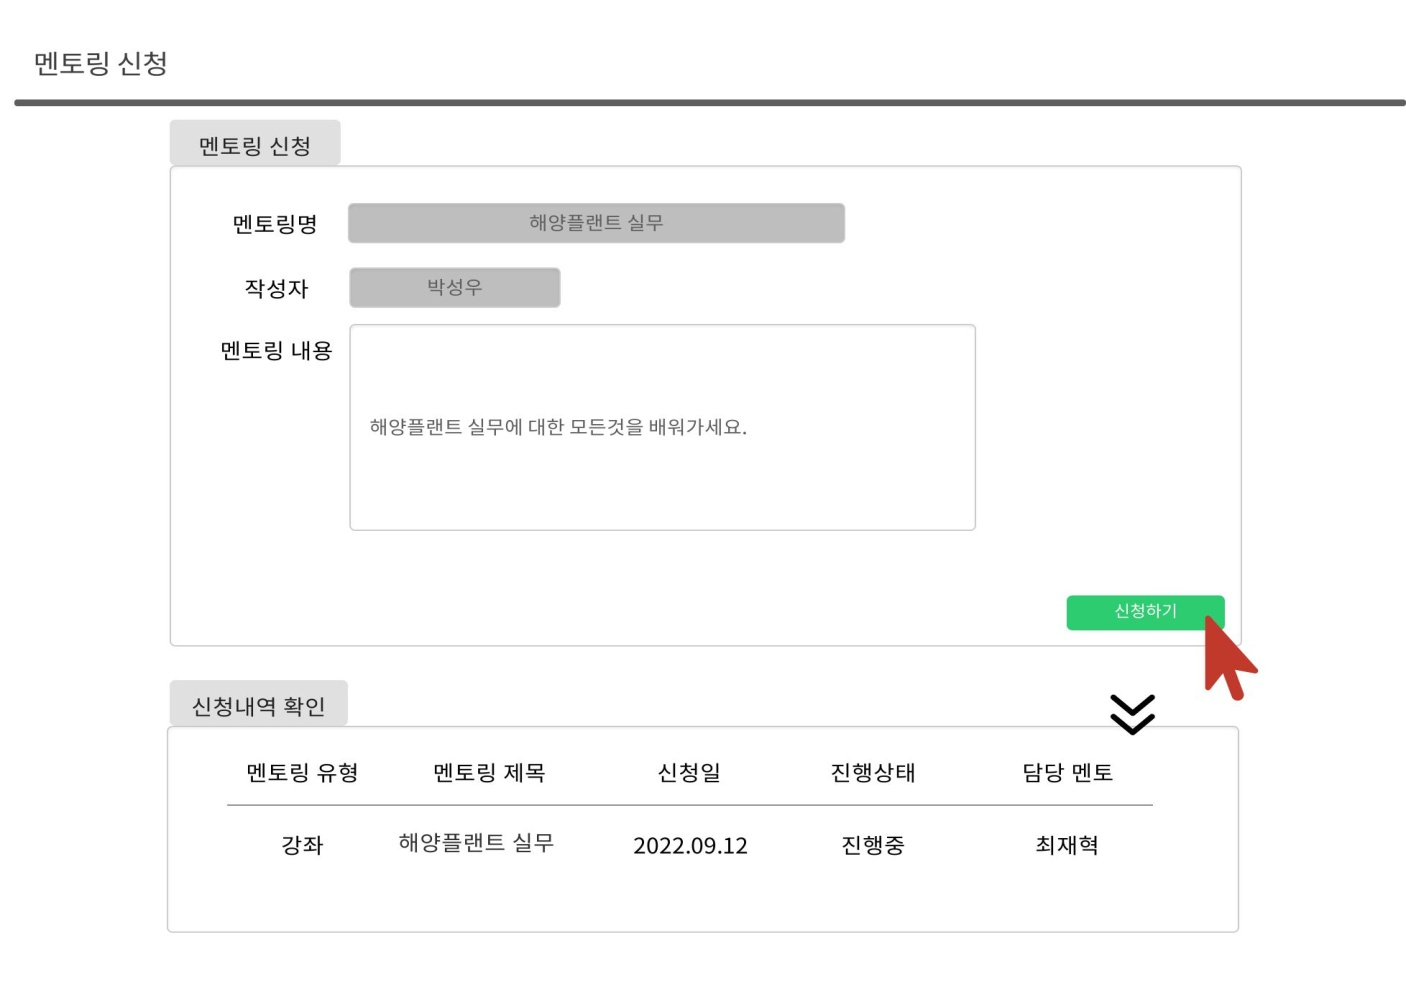 멘토링 신청
멘토링 신청
멘토링명 해양플랜트 실무
작성자 박성우
멘토링 내용
해양플랜트 실무에 대한 모든것을 배워가세요.
신청하기
신청내역 확인
멘토링 유형 멘토링 제목 신청일 진행상태 담당 멘토
강좌 해양플랜트 실무 2022.09.12 진행중 최재혁